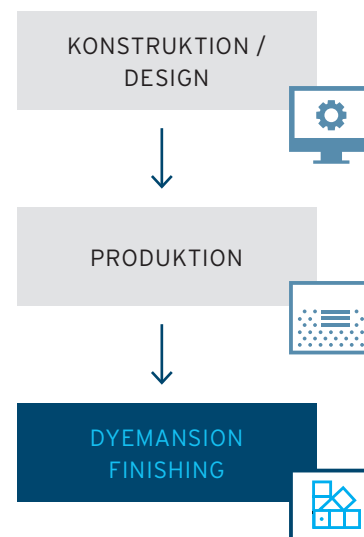 KONSTRUKTION /
DESIGN
PRODUKTION
DYEMANSION
FINISHING